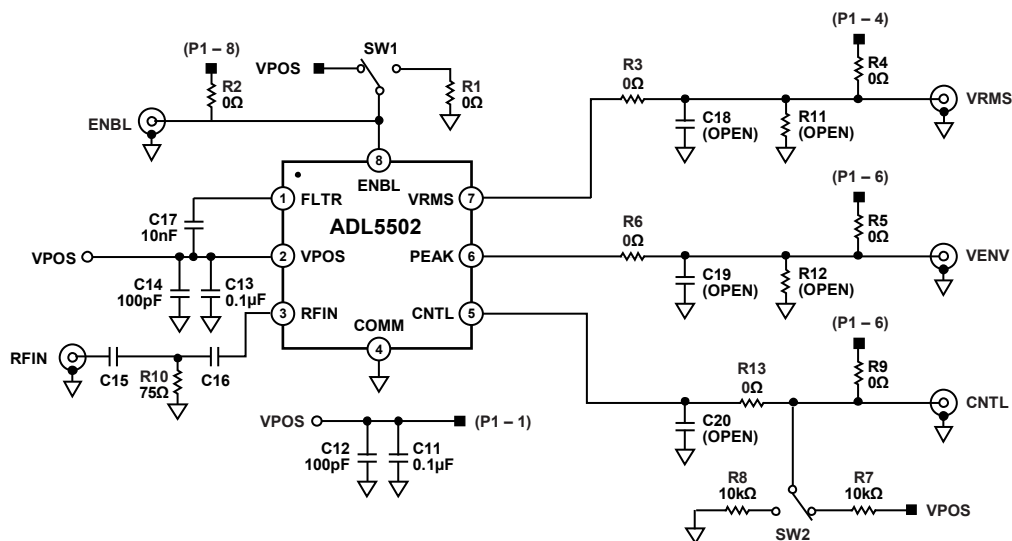 (P1 – 4)
(P1 – 8)
SW1
R4
0Ω
R3
0Ω
VPOS
R2
0Ω
R1
0Ω
VRMS
C18
(OPEN)
R11
(OPEN)
ENBL
8
ENBL
1
FLTR
VRMS
7
ADL5502
(P1 – 6)
C17
10nF
R6
0Ω
R5
0Ω
VPOS
2
VPOS
PEAK
6
VENV
C14
100pF
C13
0.1µF
C19
(OPEN)
R12
(OPEN)
3
RFIN
COMM
CNTL
5
4
(P1 – 6)
RFIN
C15
R10
75Ω
C16
R13
0Ω
R9
0Ω
CNTL
VPOS
(P1 – 1)
C20
(OPEN)
C12
100pF
C11
0.1µF
R8
10kΩ
R7
10kΩ
VPOS
SW2